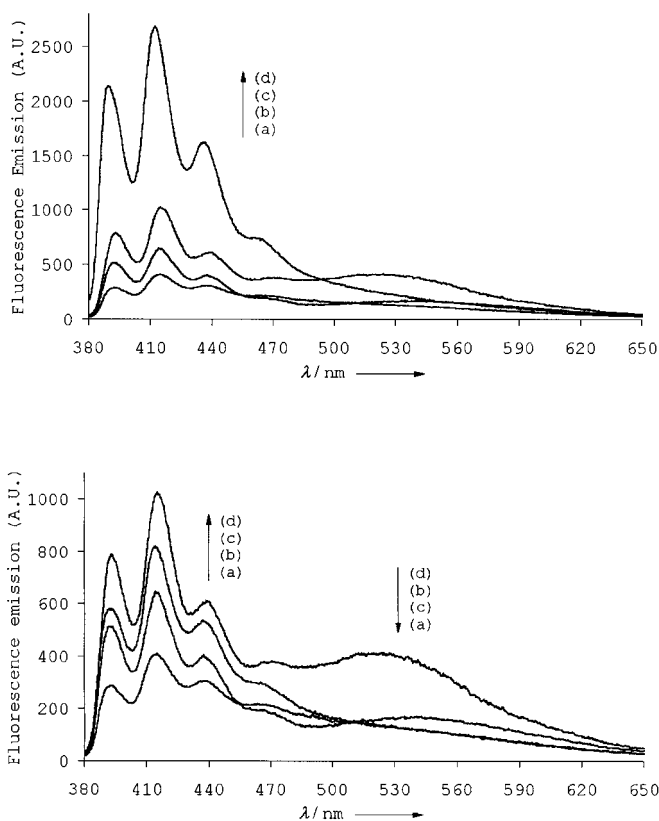 Fluorescence Emission (A.U.)
2500
2000
1500
1000
500
0
(d)
(c)
(b)
(a)
380 410 440 470 500 530 560 590 620 650
λ/nm
Fluorescence emission (A.U.)
1000
800
600
400
200
0
(d)
(c)
(b)
(a)
(d)
(b)
(c)
(a)
380 410 440 470 500 530 560 590 620 650
λ/nm